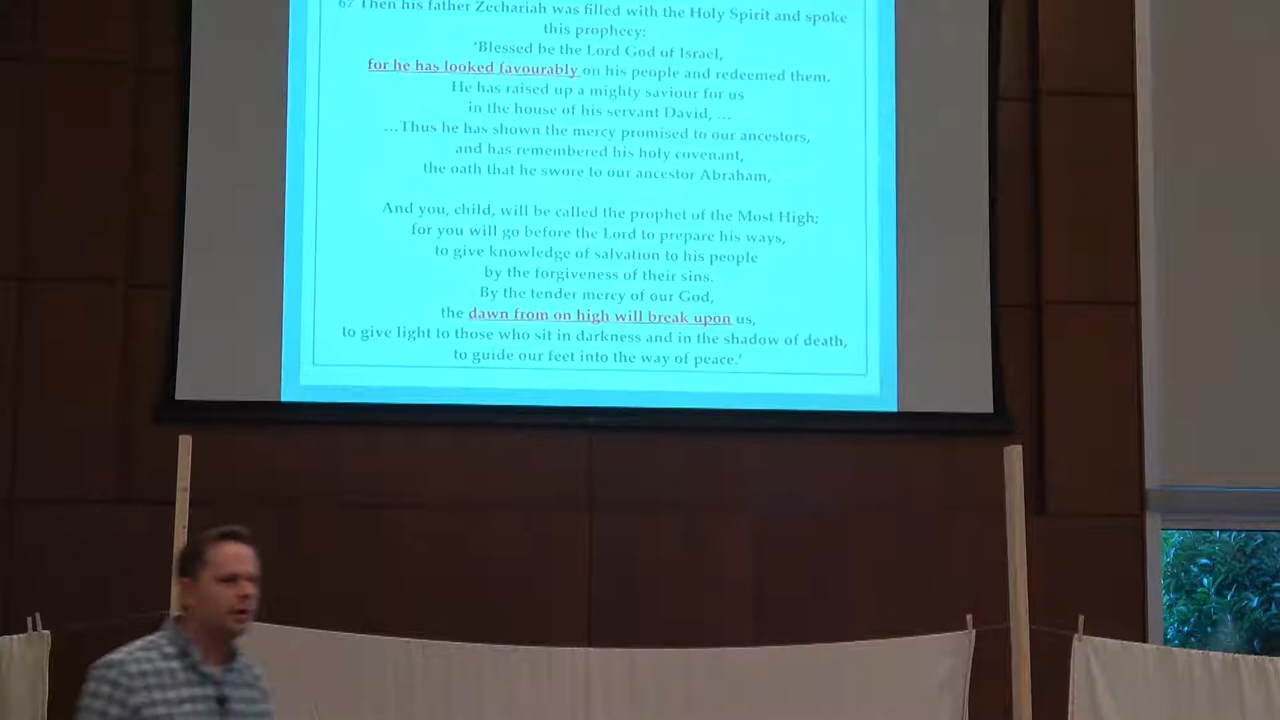 67 Then his father Zechariah was filled with the Holy Spirit and spoke
this prophecy:
‘Blessed be the Lord God of Israel,
for he has looked favourably on his people and redeemed them.
He has raised up a mighty saviour for us
in the house of his servant David, …
…Thus he has shown the mercy promised to our ancestors,
and has remembered his holy covenant,
the oath that he swore to our ancestor Abraham,
And you, child, will be called the prophet of the Most High;
for you will go before the Lord to prepare his ways,
to give knowledge of salvation to his people
by the forgiveness of their sins.
By the tender mercy of our God,
the dawn from on high will break upon us,
to give light to those who sit in darkness and in the shadow of death,
to guide our feet into the way of peace.’